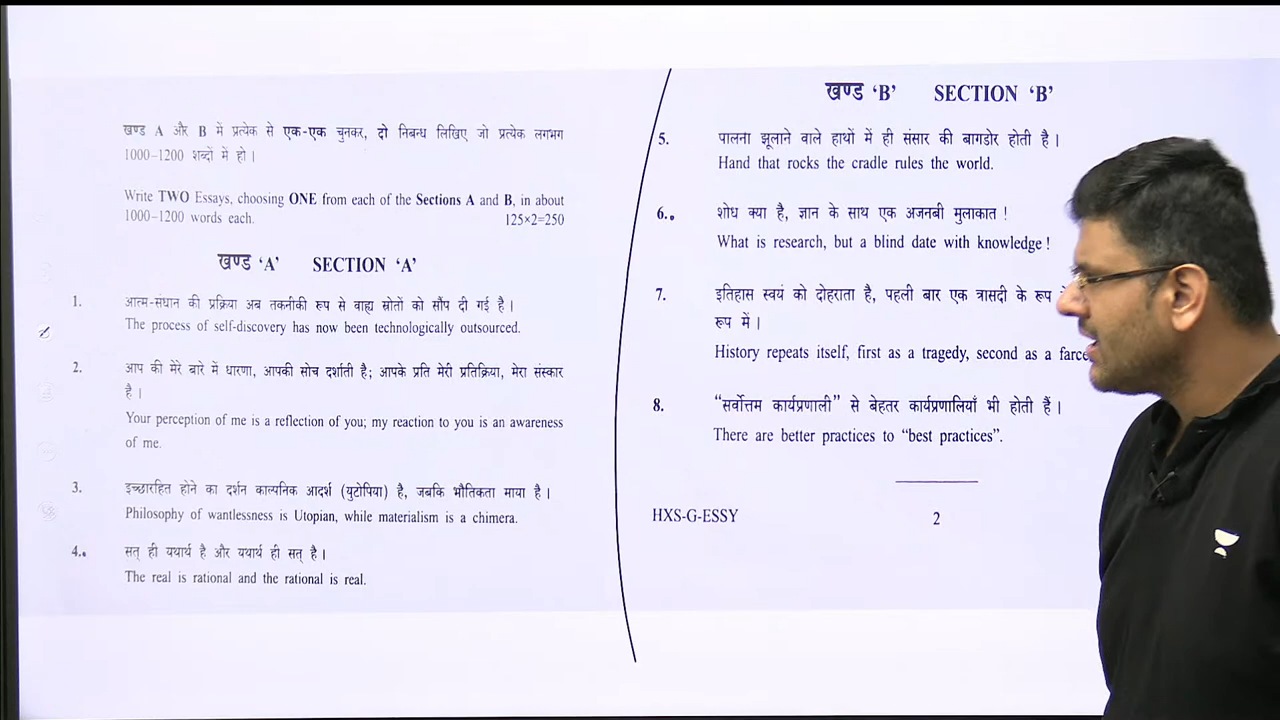 खण्ड A और B में प्रत्येक से एक-एक चुनकर, दो निबन्ध लिखिए जो प्रत्येक लगभग
1000–1200 शब्दों में हो ।
Write TWO Essays, choosing ONE from each of the Sections A and B, in about
1000–1200 words each. 125×2=250
खण्ड ‘A’ SECTION ‘A’
1. आत्म-संधान की प्रक्रिया अब तकनीकी रूप से वाह्य स्रोतों को सौंप दी गई है ।
The process of self-discovery has now been technologically outsourced.
2. आप की मेरे बारे में धारणा, आपकी सोच दर्शाती है; आपके प्रति मेरी प्रतिक्रिया, मेरा संस्कार
है ।
Your perception of me is a reflection of you; my reaction to you is an awareness
of me.
3. इच्छारहित होने का दर्शन काल्पनिक आदर्श (युटोपिया) है, जबकि भौतिकता माया है ।
Philosophy of wantlessness is Utopian, while materialism is a chimera.
4. सत् ही यथार्थ है और यथार्थ ही सत् है ।
The real is rational and the rational is real.
खण्ड ‘B’ SECTION ‘B’
5. पालना झूलाने वाले हाथों में ही संसार की बागडोर होती है ।
Hand that rocks the cradle rules the world.
6. शोध क्या है, ज्ञान के साथ एक अजनबी मुलाकात !
What is research, but a blind date with knowledge !
7. इतिहास स्वयं को दोहराता है, पहली बार एक त्रासदी के रूप
रूप में ।
History repeats itself, first as a tragedy, second as a farce
8. “सर्वोत्तम कार्यप्रणाली” से बेहतर कार्यप्रणालियाँ भी होती हैं ।
There are better practices to “best practices”.
HXS-G-ESSY 2